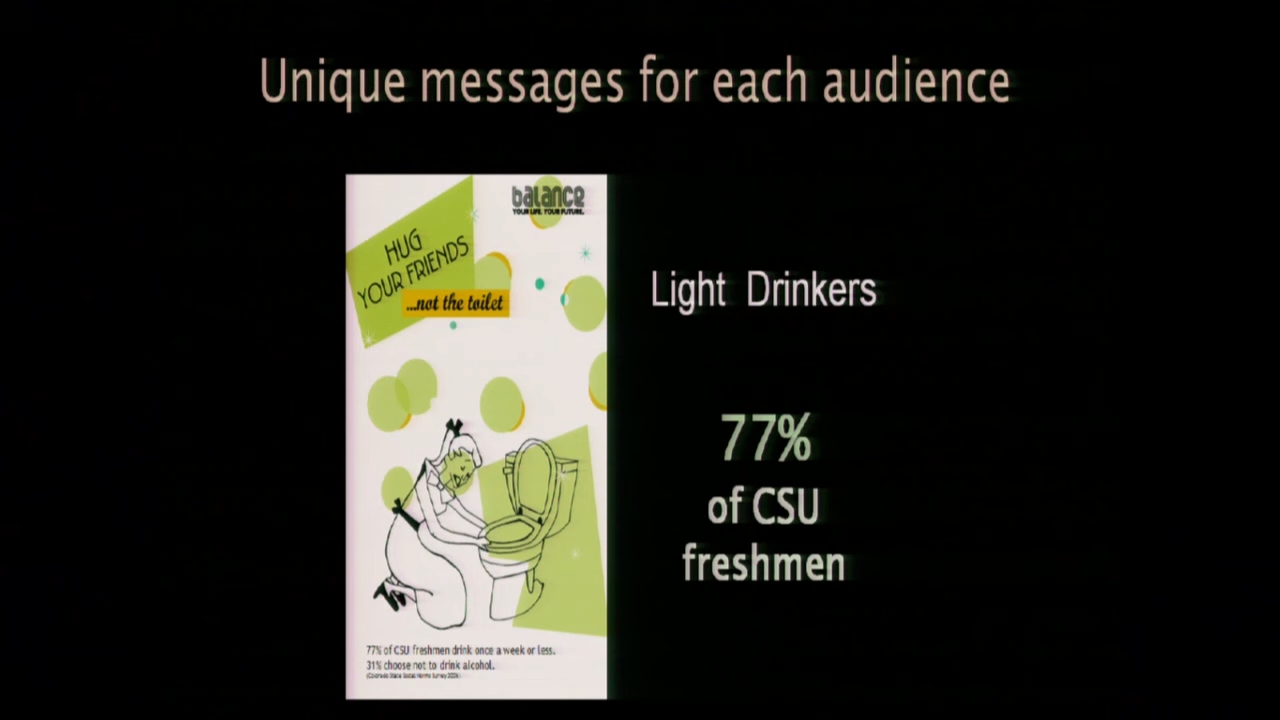 Unique messages for each audience
balance
YOUR LIFE. YOUR FUTURE.
HUG
YOUR FRIENDS
...not the toilet
Light Drinkers
77%
of CSU
freshmen
77% of CSU freshmen drink once a week or less.
31% choose not to drink alcohol.